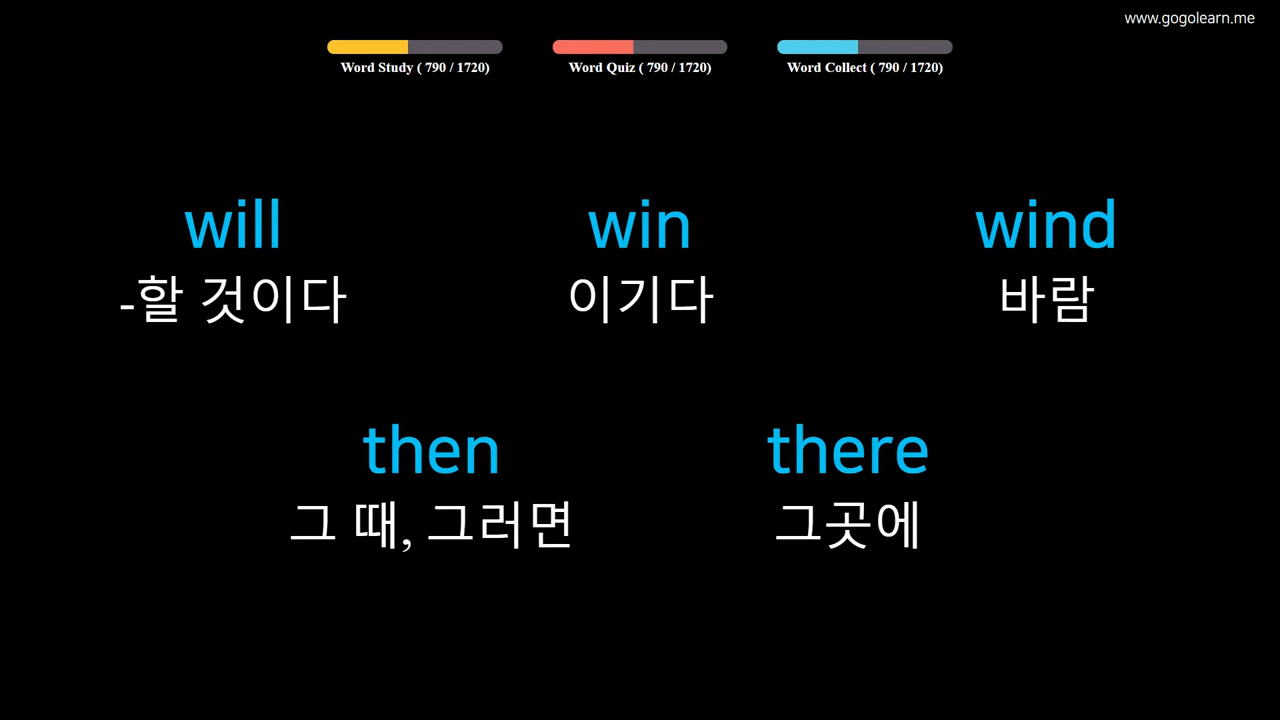 www.gogolearn.me
Word Study ( 790 / 1720) Word Quiz ( 790 / 1720) Word Collect ( 790 / 1720)
will win wind
-할 것이다 이기다 바람
then there
그 때, 그러면 그곳에